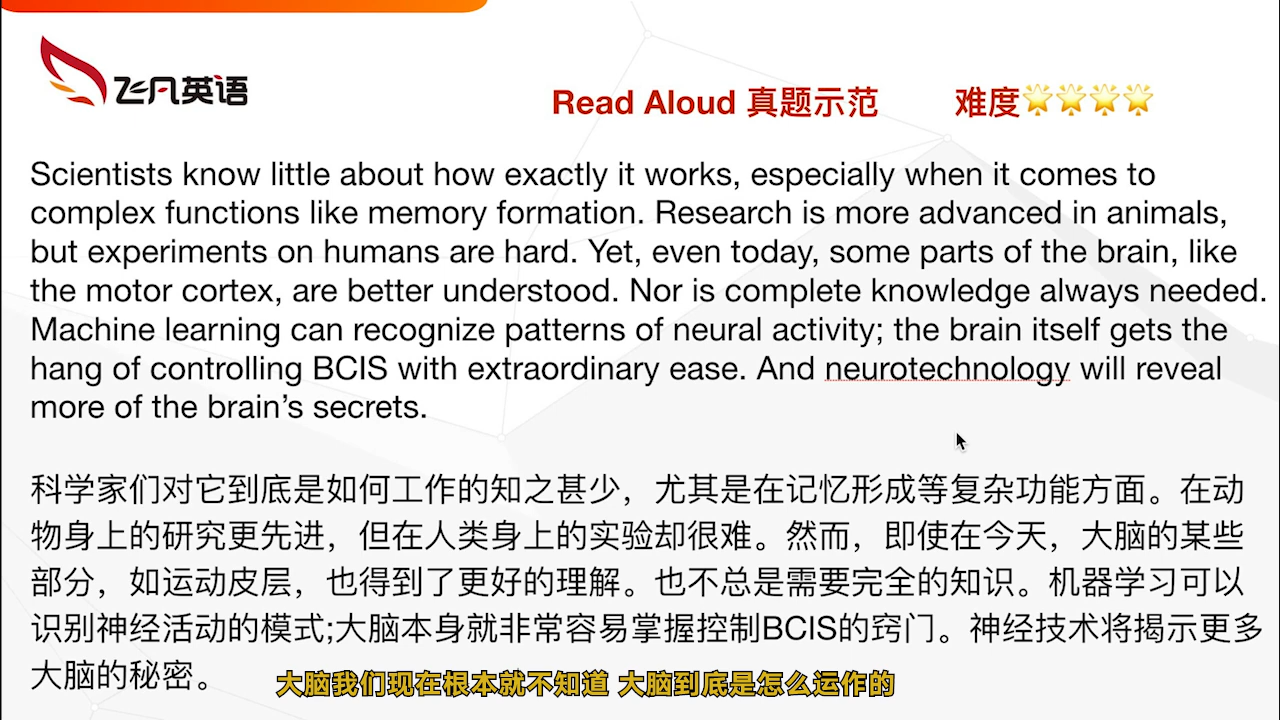 飞凡英语
Read Aloud 真题示范 难度🌟🌟🌟🌟
Scientists know little about how exactly it works, especially when it comes to
complex functions like memory formation. Research is more advanced in animals,
but experiments on humans are hard. Yet, even today, some parts of the brain, like
the motor cortex, are better understood. Nor is complete knowledge always needed.
Machine learning can recognize patterns of neural activity; the brain itself gets the
hang of controlling BCIS with extraordinary ease. And neurotechnology will reveal
more of the brain’s secrets.
科学家们对它到底是如何工作的知之甚少，尤其是在记忆形成等复杂功能方面。在动
物身上的研究更先进，但在人类身上的实验却很难。然而，即使在今天，大脑的某些
部分，如运动皮层，也得到了更好的理解。也不总是需要完全的知识。机器学习可以
识别神经活动的模式;大脑本身就非常容易掌握控制BCIS的窍门。神经技术将揭示更多
大脑的秘密。
大脑我们现在根本就不知道 大脑到底是怎么运作的